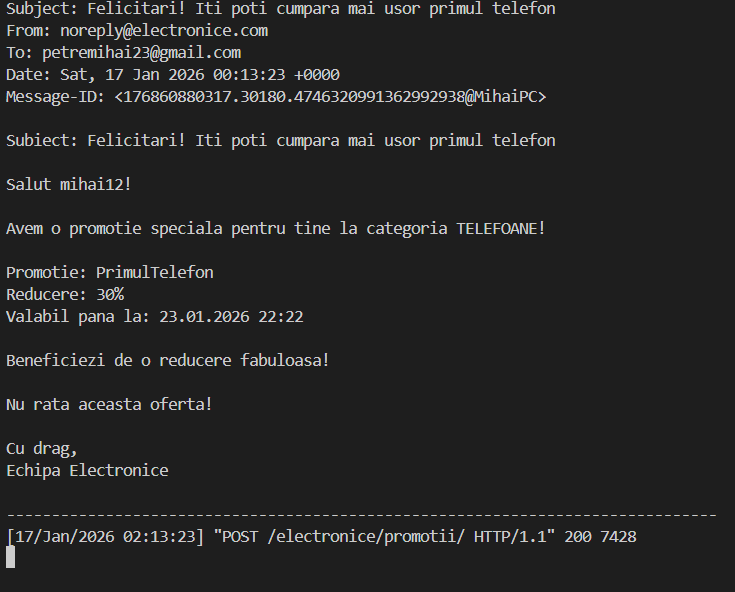 Subject: Felicitari! Iti poti cumpara mai usor primul telefon
From: noreply@electronice.com
To: petremihai23@gmail.com
Date: Sat, 17 Jan 2026 00:13:23 +0000
Message-ID: <176860880317.30180.4746320991362992938@MihaiPC>
Subiect: Felicitari! Iti poti cumpara mai usor primul telefon
Salut mihai12!
Avem o promotie speciala pentru tine la categoria TELEFOANE!
Promotie: PrimulTelefon
Reducere: 30%
Valabil pana la: 23.01.2026 22:22
Beneficiezi de o reducere fabuloasa!
Nu rata aceasta oferta!
Cu drag,
Echipa Electronice
-------------------------------------------------------------------------------
[17/Jan/2026 02:13:23] "POST /electronice/promotii/ HTTP/1.1" 200 7428